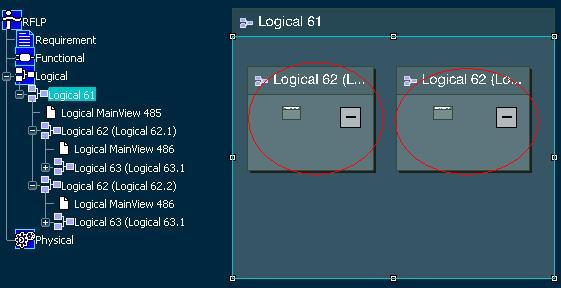 RFLP
Requirement
Functional
Logical
Logical 61
Logical MainView 485
Logical 62 (Logical 62.1)
Logical MainView 486
Logical 63 (Logical 63.1
Logical 62 (Logical 62.2)
Logical MainView 486
Logical 63 (Logical 63.1
Physical
Logical 61
Logical 62 (L...
Logical 62 (Lo...